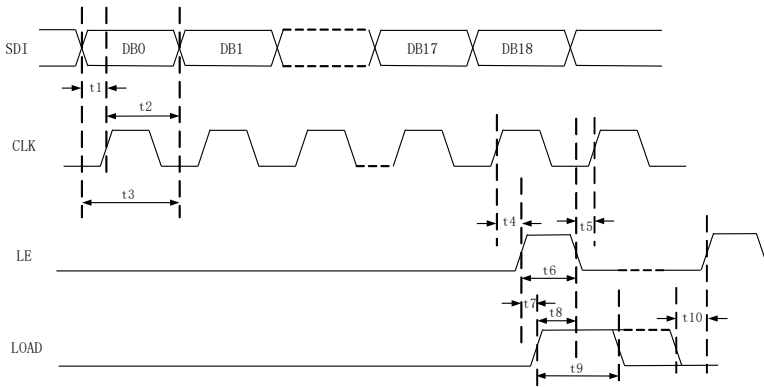 SDI DB0 DB1 DB17 DB18
t1
t2
CLK
t3
t4 t5
LE
t6
t7 t8
t10
LOAD
t9